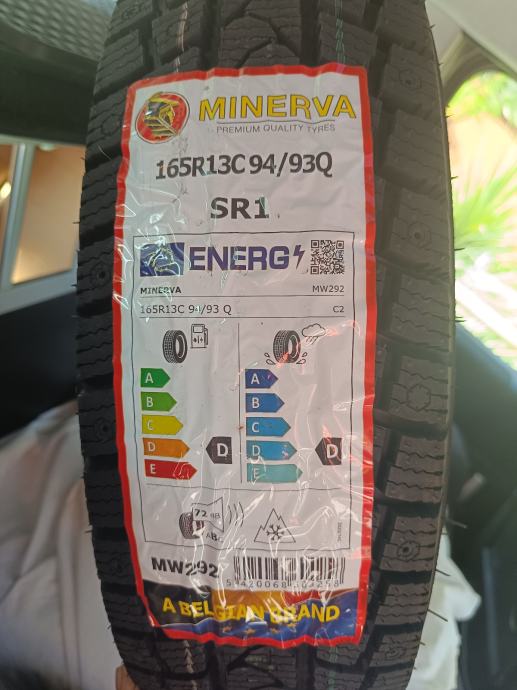 MINERVA
PREMIUM QUALITY TYRES
165R13C 94/93Q
SR1
ENERG
MINERVA MW292
165R13C 94/93 Q C2
A A
B B
C C
D D D D
E E
72 dB
MW292
A BELGIAN BRAND